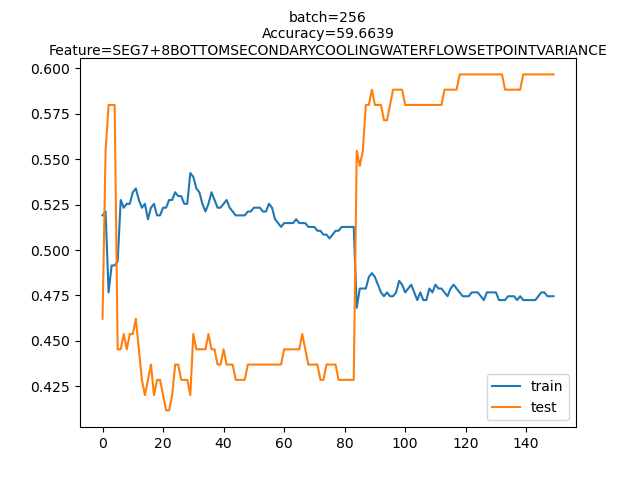 batch=256
Accuracy=59.6639
Feature=SEG7+8BOTTOMSECONDARYCOOLINGWATERFLOWSETPOINTVARIANCE
0.600
0.575
0.550
0.525
0.500
0.475
0.450
0.425
0 20 40 60 80 100 120 140
train
test